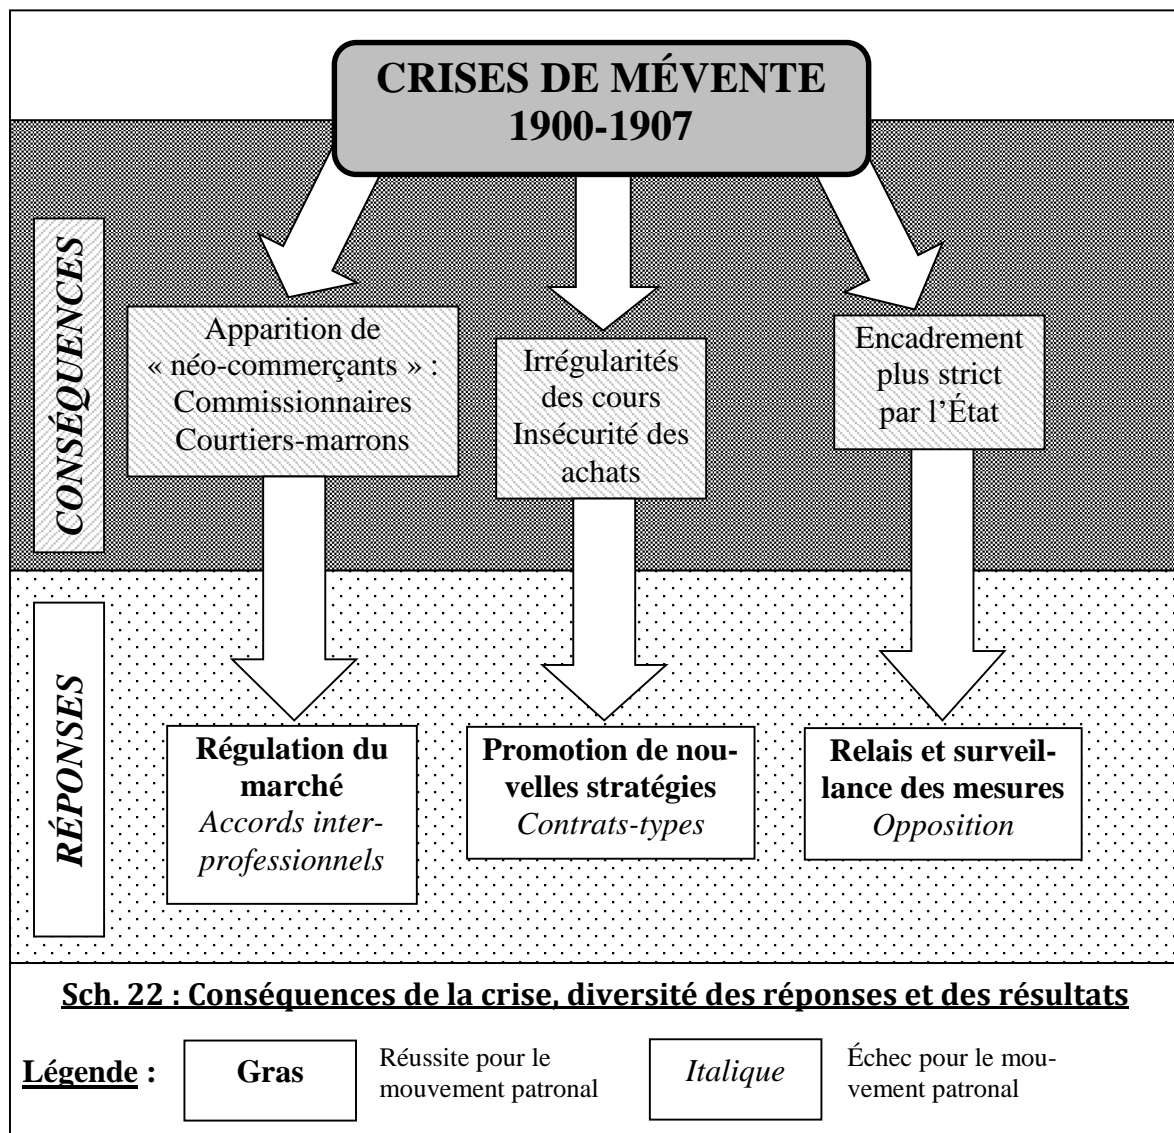 CRISES DE MÉVENTE
1900-1907
CONSÉQUENCES
Apparition de
« néo-commerçants » :
Commissionnaires
Courtiers-marrons
Irrégularités
des cours
Insécurité des
achats
Encadrement
plus strict
par l’État
RÉPONSES
Régulation du
marché
Accords inter-
professionnels
Promotion de nou-
velles stratégies
Contrats-types
Relais et surveil-
lance des mesures
Opposition
Sch. 22 : Conséquences de la crise, diversité des réponses et des résultats
Légende :
Gras
Réussite pour le
mouvement patronal
Italique
Échec pour le mou-
vement patronal